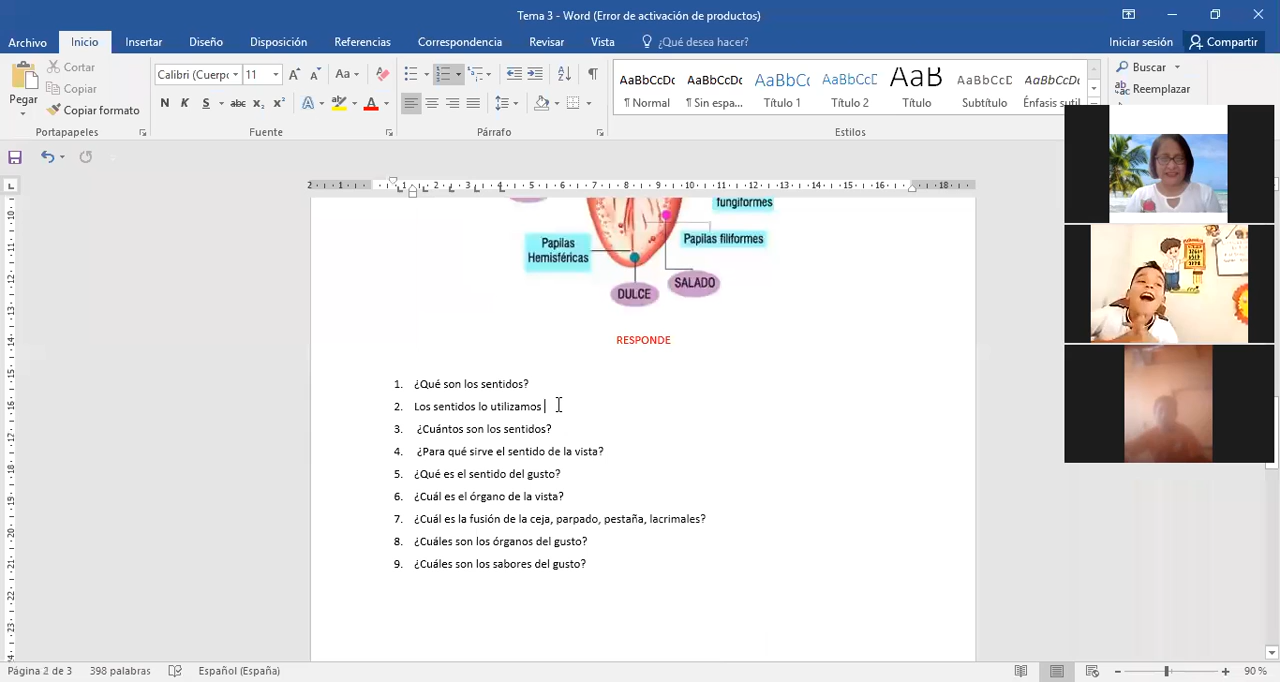 Tema 3 - Word (Error de activación de productos)
Archivo Inicio Insertar Diseño Disposición Referencias Correspondencia Revisar Vista ¿Qué desea hacer? Iniciar sesión Compartir
Pegar Cortar Copiar Copiar formato
Portapapeles
Calibri (Cuerpo 11
Fuente
Párrafo
AaBbCcDc AaBbCcDc AaBbCc AaBbCcD AaB AaBbCcD AaBbCcDc
¶ Normal ¶ Sin espa... Título 1 Título 2 Título Subtítulo Énfasis sutil
Estilos
Buscar
Reemplazar
fungiformes
Papilas filiformes
Papilas Hemisféricas
DULCE
SALADO
RESPONDE
1. ¿Qué son los sentidos?
2. Los sentidos lo utilizamos
3. ¿Cuántos son los sentidos?
4. ¿Para qué sirve el sentido de la vista?
5. ¿Qué es el sentido del gusto?
6. ¿Cuál es el órgano de la vista?
7. ¿Cuál es la fusión de la ceja, parpado, pestaña, lacrimales?
8. ¿Cuáles son los órganos del gusto?
9. ¿Cuáles son los sabores del gusto?
Página 2 de 3 398 palabras Español (España) 90 %